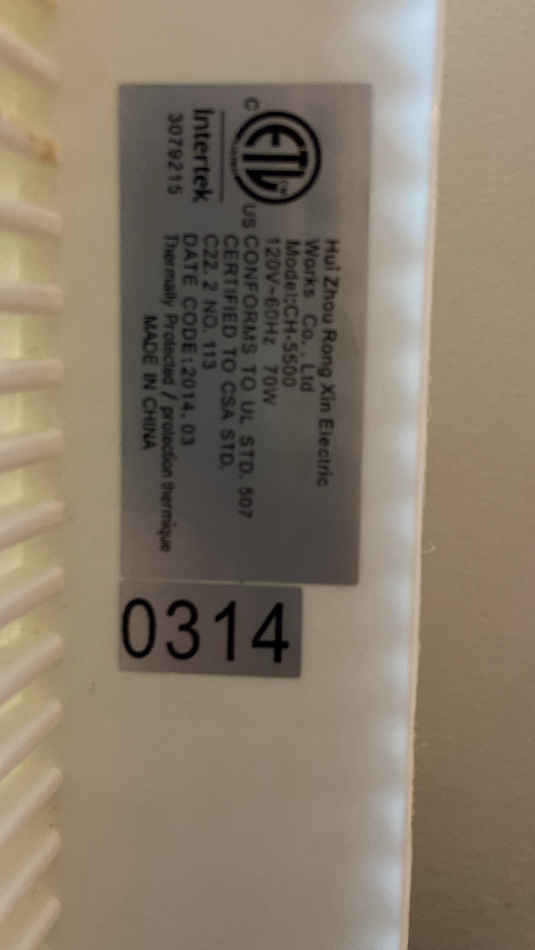 C ETL US
Intertek
3079215
Hui Zhou Rong Xin Electric
Works Co., Ltd
Model:CH-5500
120V~60Hz 70W
CONFORMS TO UL STD. 507
CERTIFIED TO CSA STD.
C22. 2 NO. 113
DATE CODE:2014. 03
Thermally Protected / protection thermique
MADE IN CHINA
0314